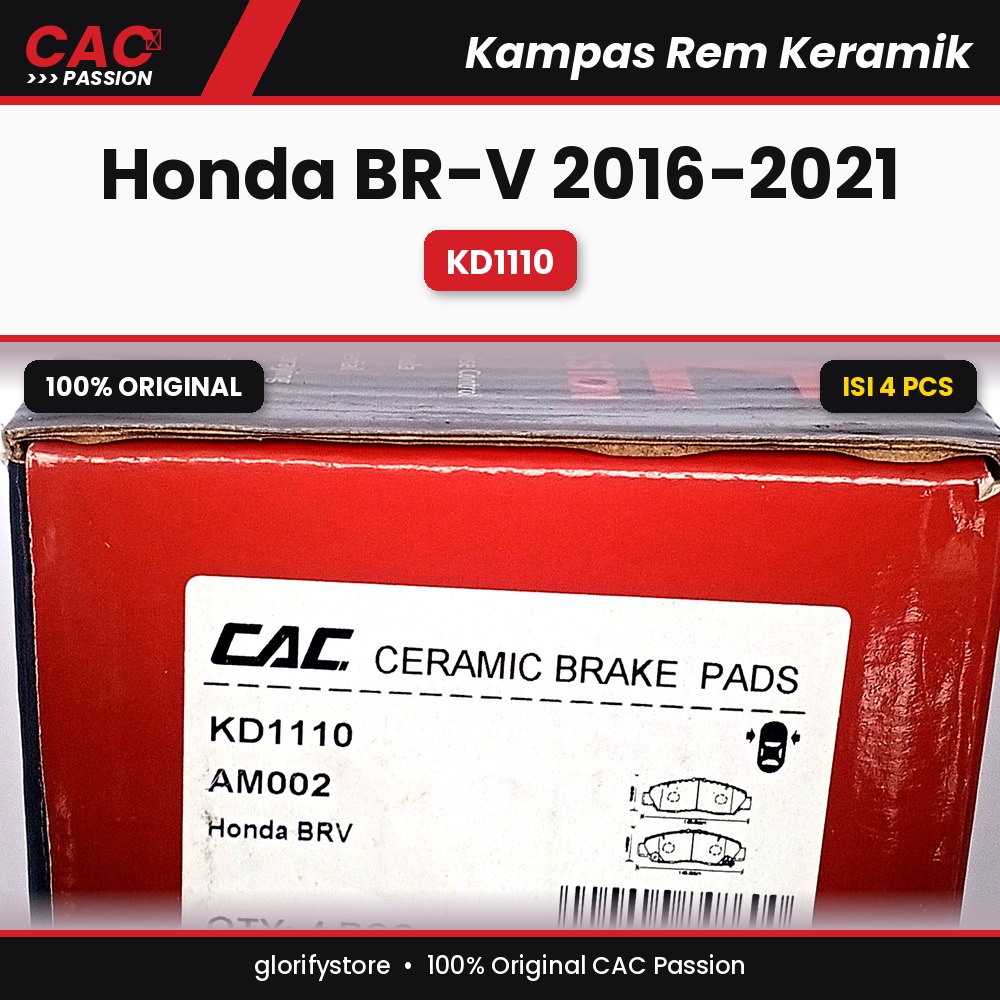 CAC
>>> PASSION
Kampas Rem Keramik
Honda BR-V 2016-2021
KD1110
100% ORIGINAL
ISI 4 PCS
CAC CERAMIC BRAKE PADS
KD1110
AM002
Honda BRV
glorifystore • 100% Original CAC Passion